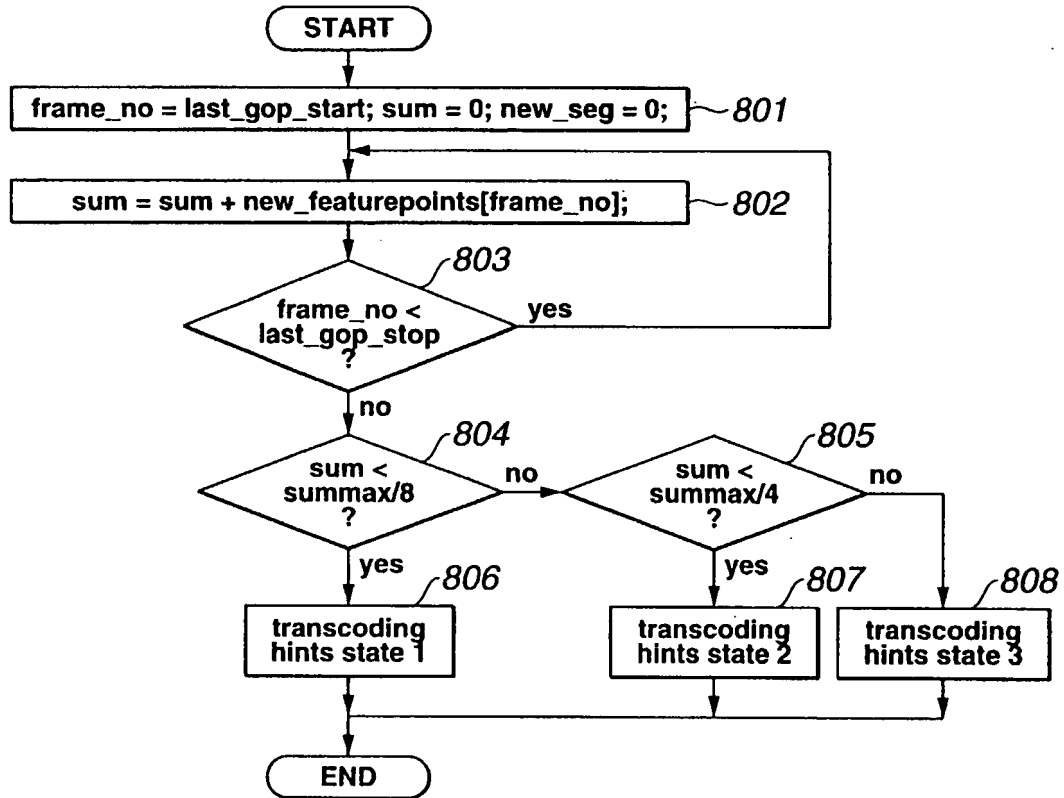 START
frame_no = last_gop_start; sum = 0; new_seg = 0;
801
sum = sum + new_featurepoints[frame_no];
802
803
frame_no <
last_gop_stop
?
yes
no
804
sum <
summax/8
?
no
805
sum <
summax/4
?
no
yes
yes
806
transcoding
hints state 1
807
transcoding
hints state 2
808
transcoding
hints state 3
END